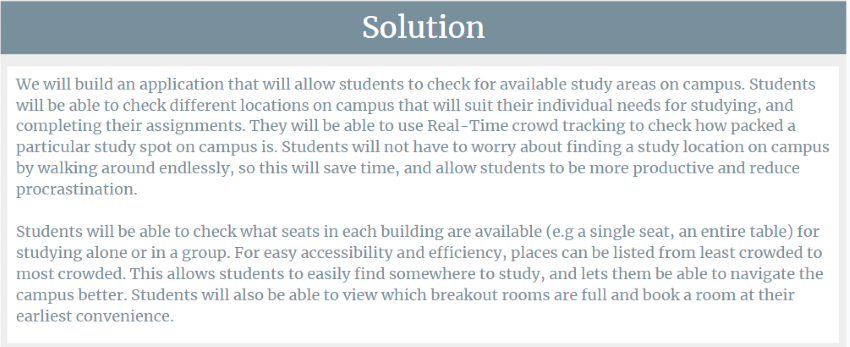 Solution
We will build an application that will allow students to check for available study areas on campus. Students
will be able to check different locations on campus that will suit their individual needs for studying, and
completing their assignments. They will be able to use Real-Time crowd tracking to check how packed a
particular study spot on campus is. Students will not have to worry about finding a study location on campus
by walking around endlessly, so this will save time, and allow students to be more productive and reduce
procrastination.
Students will be able to check what seats in each building are available (e.g a single seat, an entire table) for
studying alone or in a group. For easy accessibility and efficiency, places can be listed from least crowded to
most crowded. This allows students to easily find somewhere to study, and lets them be able to navigate the
campus better. Students will also be able to view which breakout rooms are full and book a room at their
earliest convenience.